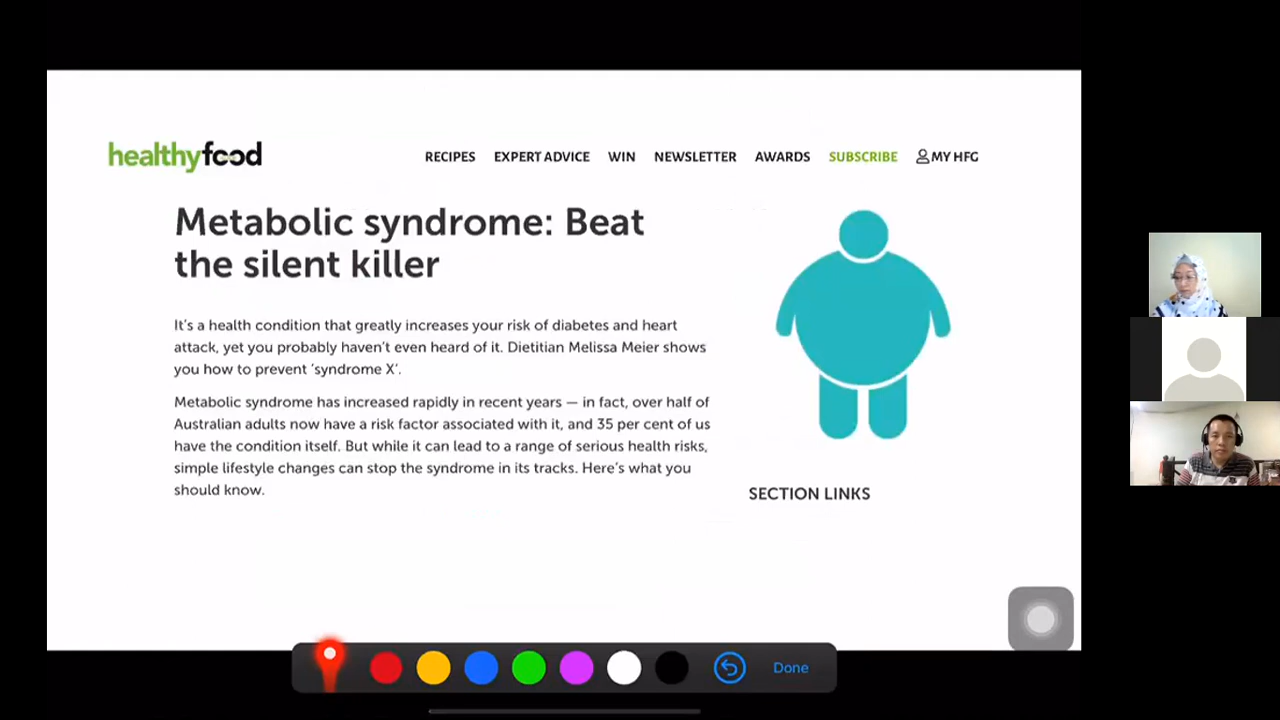 healthyfood
RECIPES EXPERT ADVICE WIN NEWSLETTER AWARDS SUBSCRIBE MY HFG
Metabolic syndrome: Beat
the silent killer
It’s a health condition that greatly increases your risk of diabetes and heart
attack, yet you probably haven’t even heard of it. Dietitian Melissa Meier shows
you how to prevent ‘syndrome X’.
Metabolic syndrome has increased rapidly in recent years — in fact, over half of
Australian adults now have a risk factor associated with it, and 35 per cent of us
have the condition itself. But while it can lead to a range of serious health risks,
simple lifestyle changes can stop the syndrome in its tracks. Here’s what you
should know.
SECTION LINKS
Done